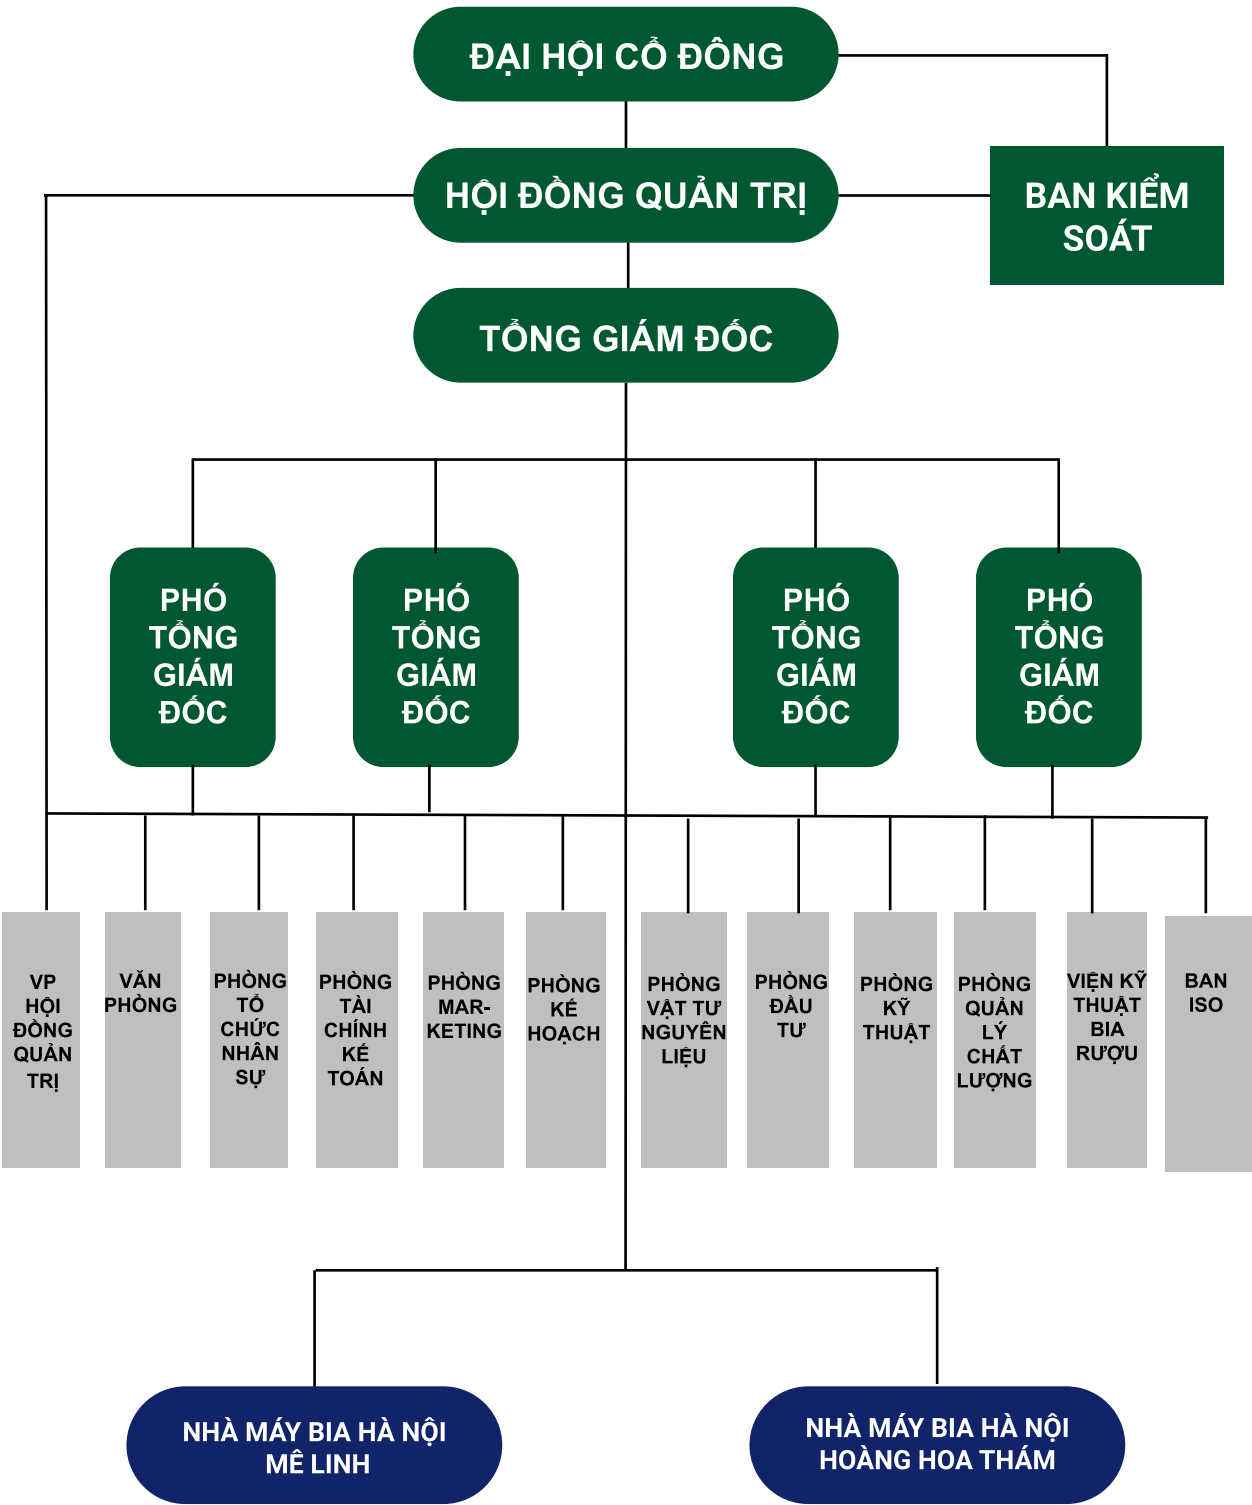 ĐẠI HỘI CỔ ĐÔNG
HỘI ĐỒNG QUẢN TRỊ
BAN KIỂM
SOÁT
TỔNG GIÁM ĐỐC
PHÓ
TỔNG
GIÁM
ĐỐC
PHÓ
TỔNG
GIÁM
ĐỐC
PHÓ
TỔNG
GIÁM
ĐỐC
PHÓ
TỔNG
GIÁM
ĐỐC
VP
HỘI
ĐỒNG
QUẢN
TRỊ
VĂN
PHÒNG
PHÒNG
TỔ
CHỨC
NHÂN
SỰ
PHÒNG
TÀI
CHÍNH
KẾ
TOÁN
PHÒNG
MAR-
KETING
PHÒNG
KẾ
HOẠCH
PHÒNG
VẬT TƯ
NGUYÊN
LIỆU
PHÒNG
ĐẦU
TƯ
PHÒNG
KỸ
THUẬT
PHÒNG
QUẢN
LÝ
CHẤT
LƯỢNG
VIỆN KỸ
THUẬT
BIA
RƯỢU
BAN
ISO
NHÀ MÁY BIA HÀ NỘI
MÊ LINH
NHÀ MÁY BIA HÀ NỘI
HOÀNG HOA THÁM